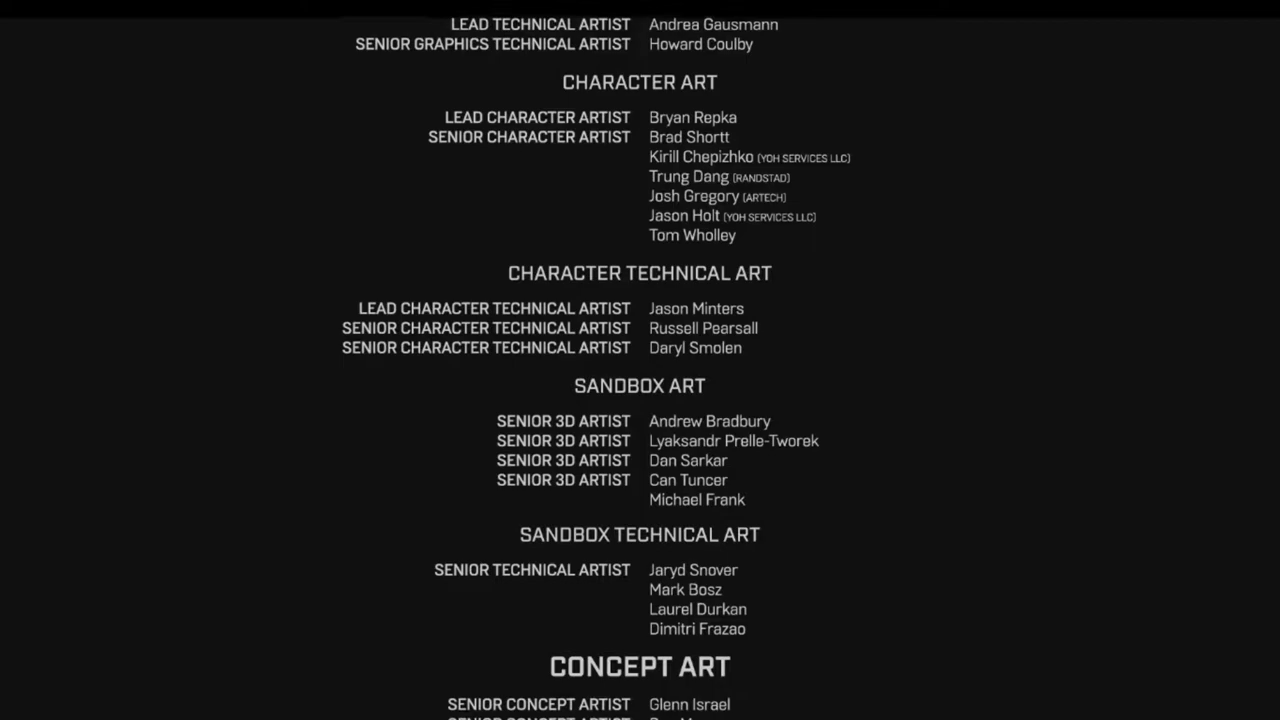 LEAD TECHNICAL ARTIST Andrea Gausmann
SENIOR GRAPHICS TECHNICAL ARTIST Howard Coulby
CHARACTER ART
LEAD CHARACTER ARTIST Bryan Repka
SENIOR CHARACTER ARTIST Brad Shortt
Kirill Chepizhko (YOH SERVICES LLC)
Trung Dang (RANDSTAD)
Josh Gregory (ARTECH)
Jason Holt (YOH SERVICES LLC)
Tom Wholley
CHARACTER TECHNICAL ART
LEAD CHARACTER TECHNICAL ARTIST Jason Minters
SENIOR CHARACTER TECHNICAL ARTIST Russell Pearsall
SENIOR CHARACTER TECHNICAL ARTIST Daryl Smolen
SANDBOX ART
SENIOR 3D ARTIST Andrew Bradbury
SENIOR 3D ARTIST Lyaksandr Prelle-Tworek
SENIOR 3D ARTIST Dan Sarkar
SENIOR 3D ARTIST Can Tuncer
Michael Frank
SANDBOX TECHNICAL ART
SENIOR TECHNICAL ARTIST Jaryd Snover
Mark Bosz
Laurel Durkan
Dimitri Frazao
CONCEPT ART
SENIOR CONCEPT ARTIST Glenn Israel